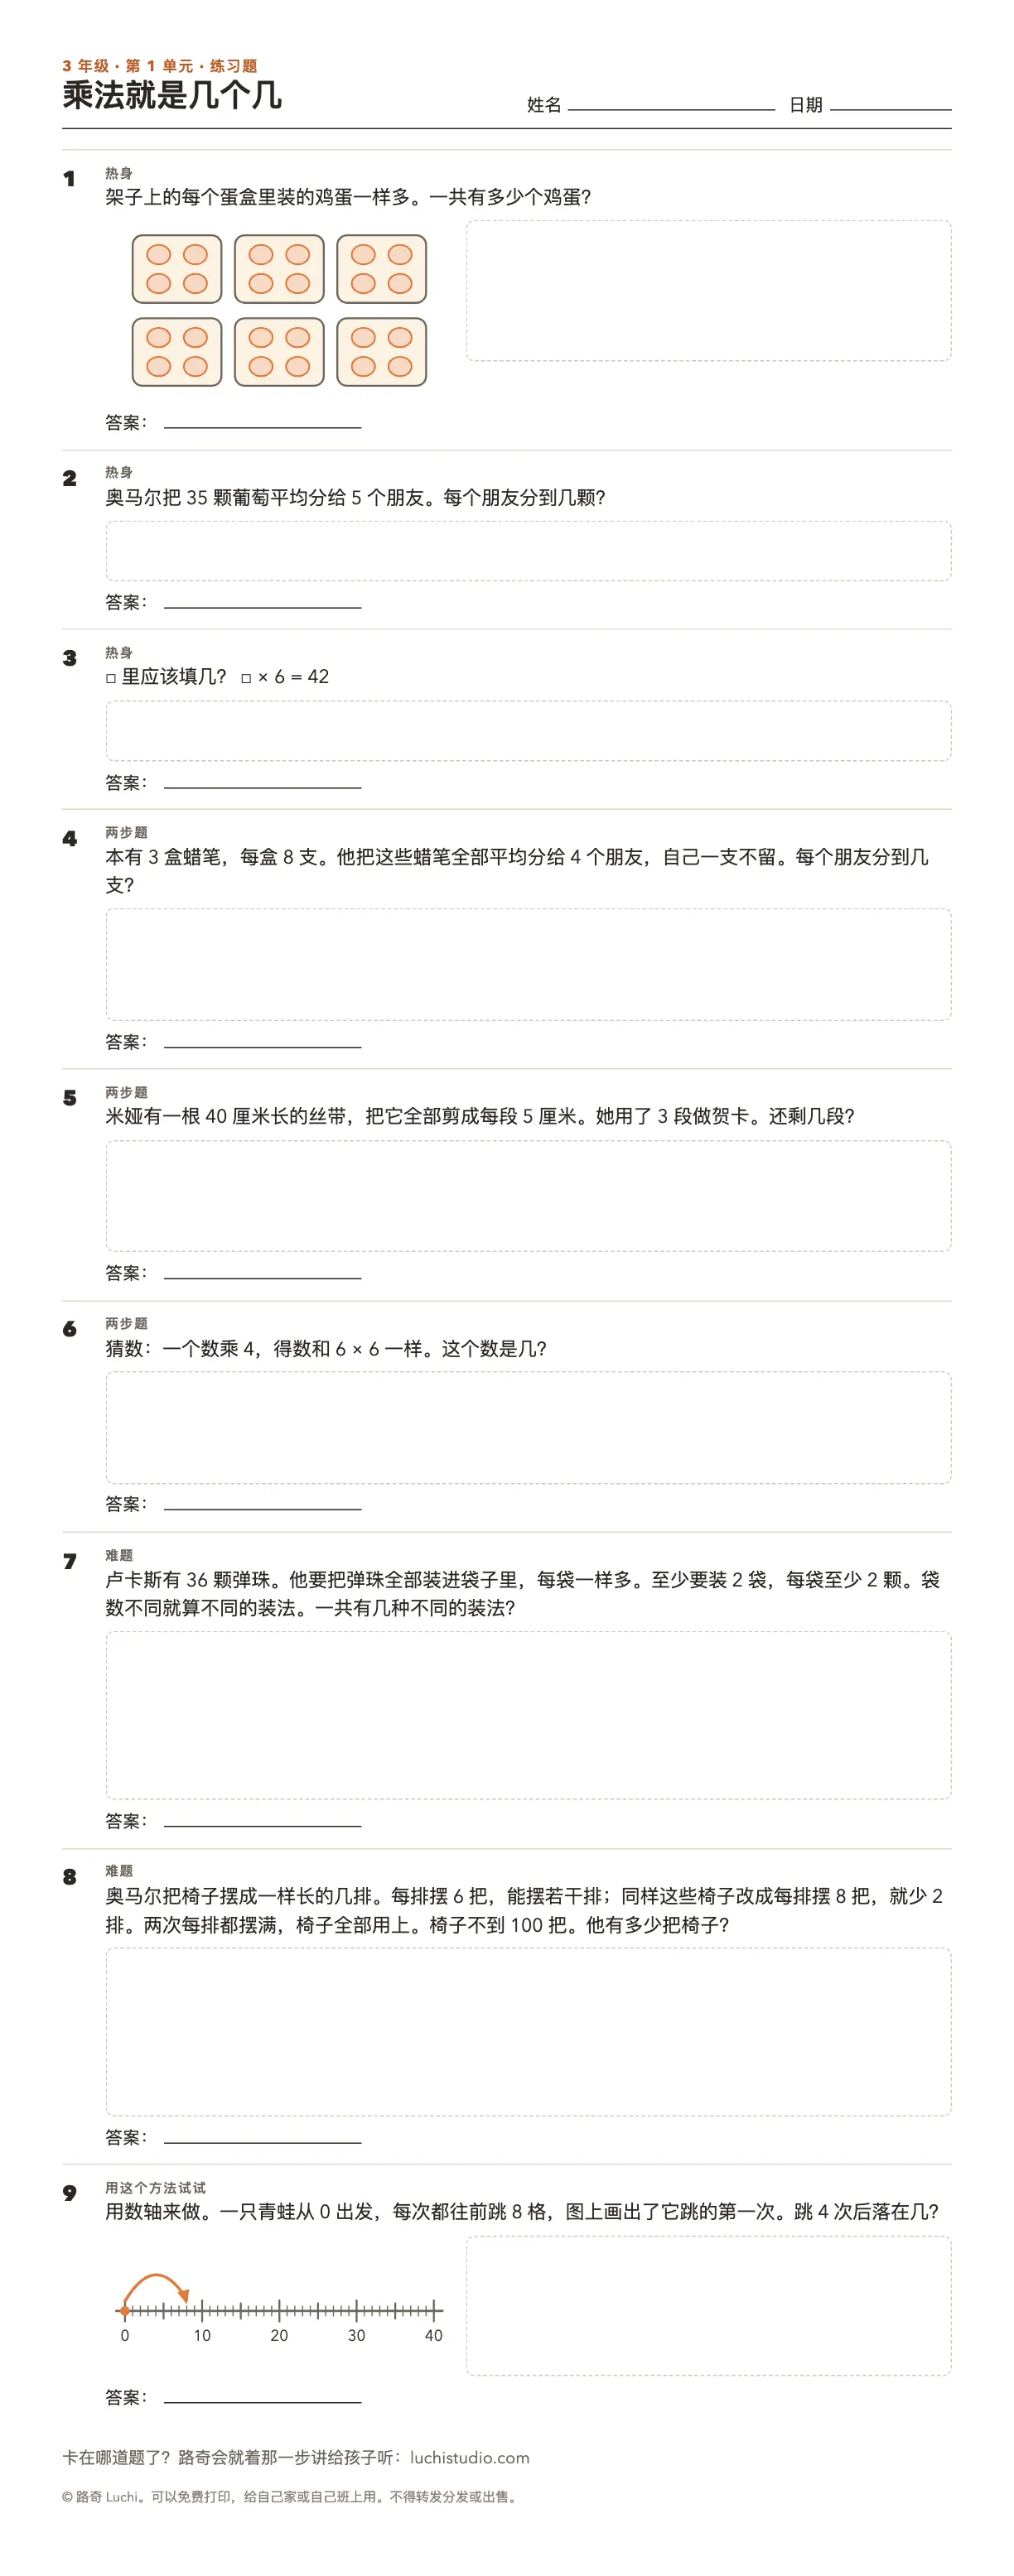 3 年级 · 第 1 单元 · 练习题
乘法就是几个几
姓名 日期
1
热身
架子上的每个蛋盒里装的鸡蛋一样多。一共有多少个鸡蛋？
答案：
2
热身
奥马尔把 35 颗葡萄平均分给 5 个朋友。每个朋友分到几颗？
答案：
3
热身
□ 里应该填几？ □ × 6 = 42
答案：
4
两步题
本有 3 盒蜡笔，每盒 8 支。他把这些蜡笔全部平均分给 4 个朋友，自己一支不留。每个朋友分到几
支？
答案：
5
两步题
米娅有一根 40 厘米长的丝带，把它全部剪成每段 5 厘米。她用了 3 段做贺卡。还剩几段？
答案：
6
两步题
猜数：一个数乘 4，得数和 6 × 6 一样。这个数是几？
答案：
7
难题
卢卡斯有 36 颗弹珠。他要把弹珠全部装进袋子里，每袋一样多。至少要装 2 袋，每袋至少 2 颗。袋
数不同就算不同的装法。一共有几种不同的装法？
答案：
8
难题
奥马尔把椅子摆成一样长的几排。每排摆 6 把，能摆若干排；同样这些椅子改成每排摆 8 把，就少 2
排。两次每排都摆满，椅子全部用上。椅子不到 100 把。他有多少把椅子？
答案：
9
用这个方法试试
用数轴来做。一只青蛙从 0 出发，每次都往前跳 8 格，图上画出了它跳的第一次。跳 4 次后落在几？
0 10 20 30 40
答案：
卡在哪道题了？路奇会就着那一步讲给孩子听：luchistudio.com
© 路奇 Luchi。可以免费打印，给自己家或自己班上用。不得转发分发或出售。